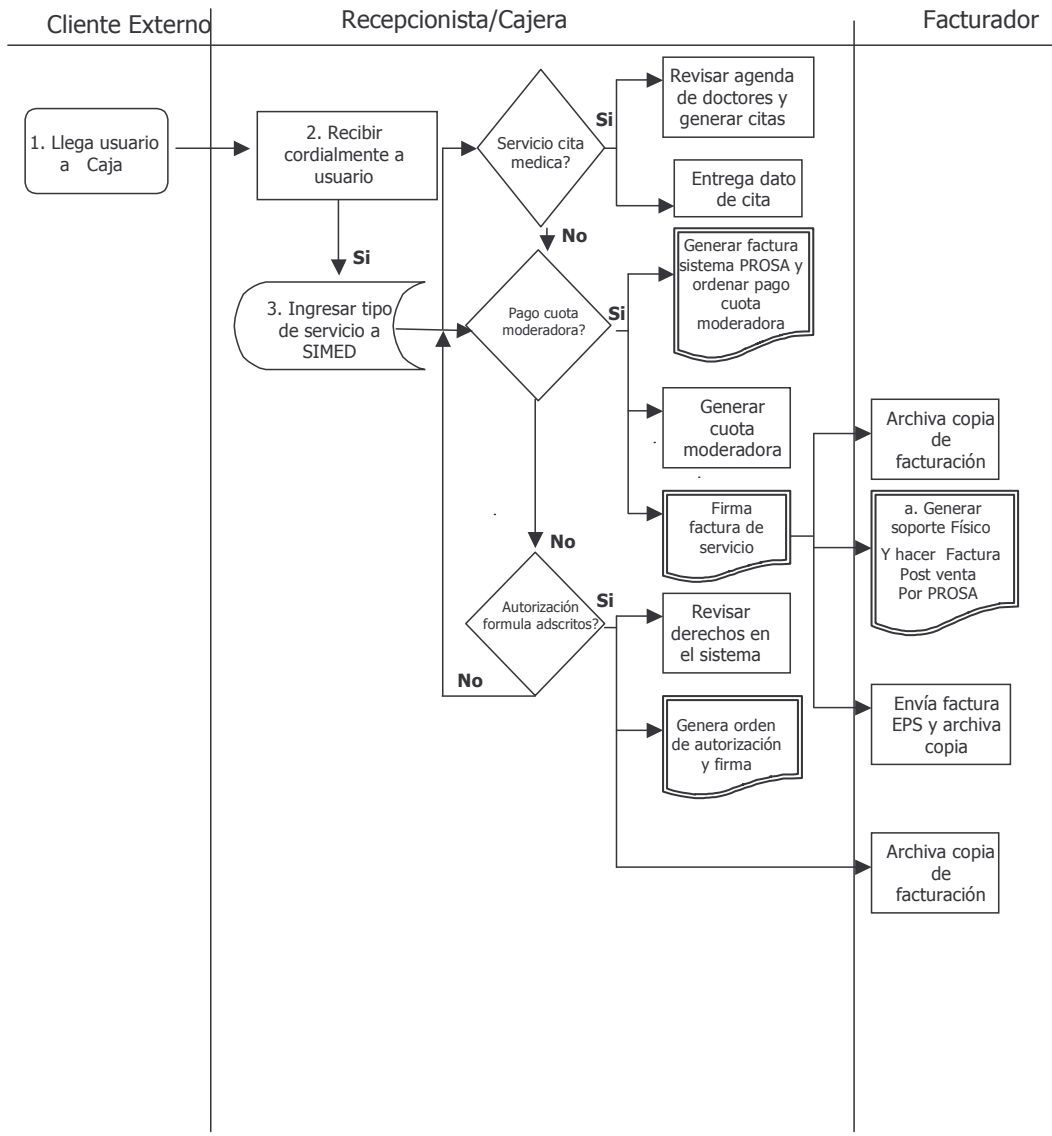 Cliente Externo
Recepcionista/Cajera
Facturador
1. Llega usuario
a Caja
2. Recibir
cordialmente a
usuario
Si
3. Ingresar tipo
de servicio a
SIMED
Servicio cita
medica?
Si
No
Revisar agenda
de doctores y
generar citas
Entrega dato
de cita
Pago cuota
moderadora?
Si
No
Generar factura
sistema PROSA y
ordenar pago
cuota
moderadora
Generar
cuota
moderadora
Firma
factura de
servicio
Archiva copia
de
facturación
a. Generar
soporte Físico
Y hacer Factura
Post venta
Por PROSA
Envía factura
EPS y archiva
copia
Autorización
formula adscritos?
Si
No
Revisar
derechos en
el sistema
Genera orden
de autorización
y firma
Archiva copia
de
facturación